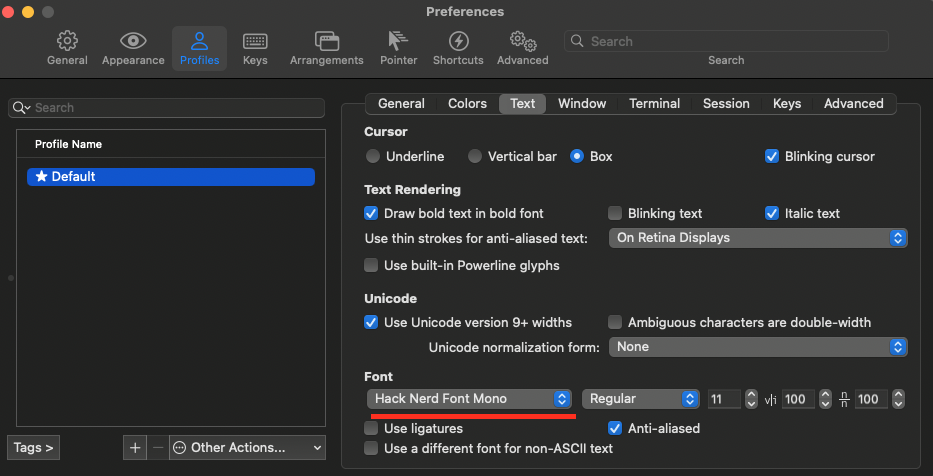 Preferences
General Appearance Profiles Keys Arrangements Pointer Shortcuts Advanced Search
Search
Search
Profile Name
Default
Tags >
Other Actions...
General Colors Text Window Terminal Session Keys Advanced
Cursor
Underline Vertical bar Box Blinking cursor
Text Rendering
Draw bold text in bold font Blinking text Italic text
Use thin strokes for anti-aliased text: On Retina Displays
Use built-in Powerline glyphs
Unicode
Use Unicode version 9+ widths Ambiguous characters are double-width
Unicode normalization form: None
Font
Hack Nerd Font Mono Regular 11 v|i 100 n/n 100
Use ligatures Anti-aliased
Use a different font for non-ASCII text